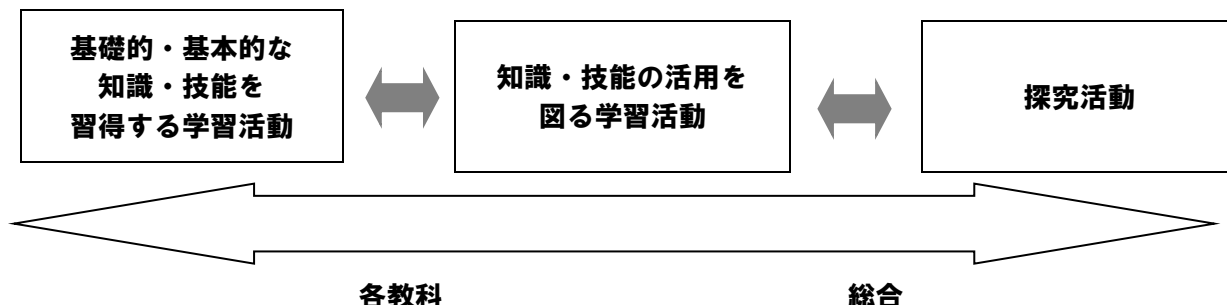 基礎的・基本的な
知識・技能を
習得する学習活動
知識・技能の活用を
図る学習活動
探究活動
各教科
総合